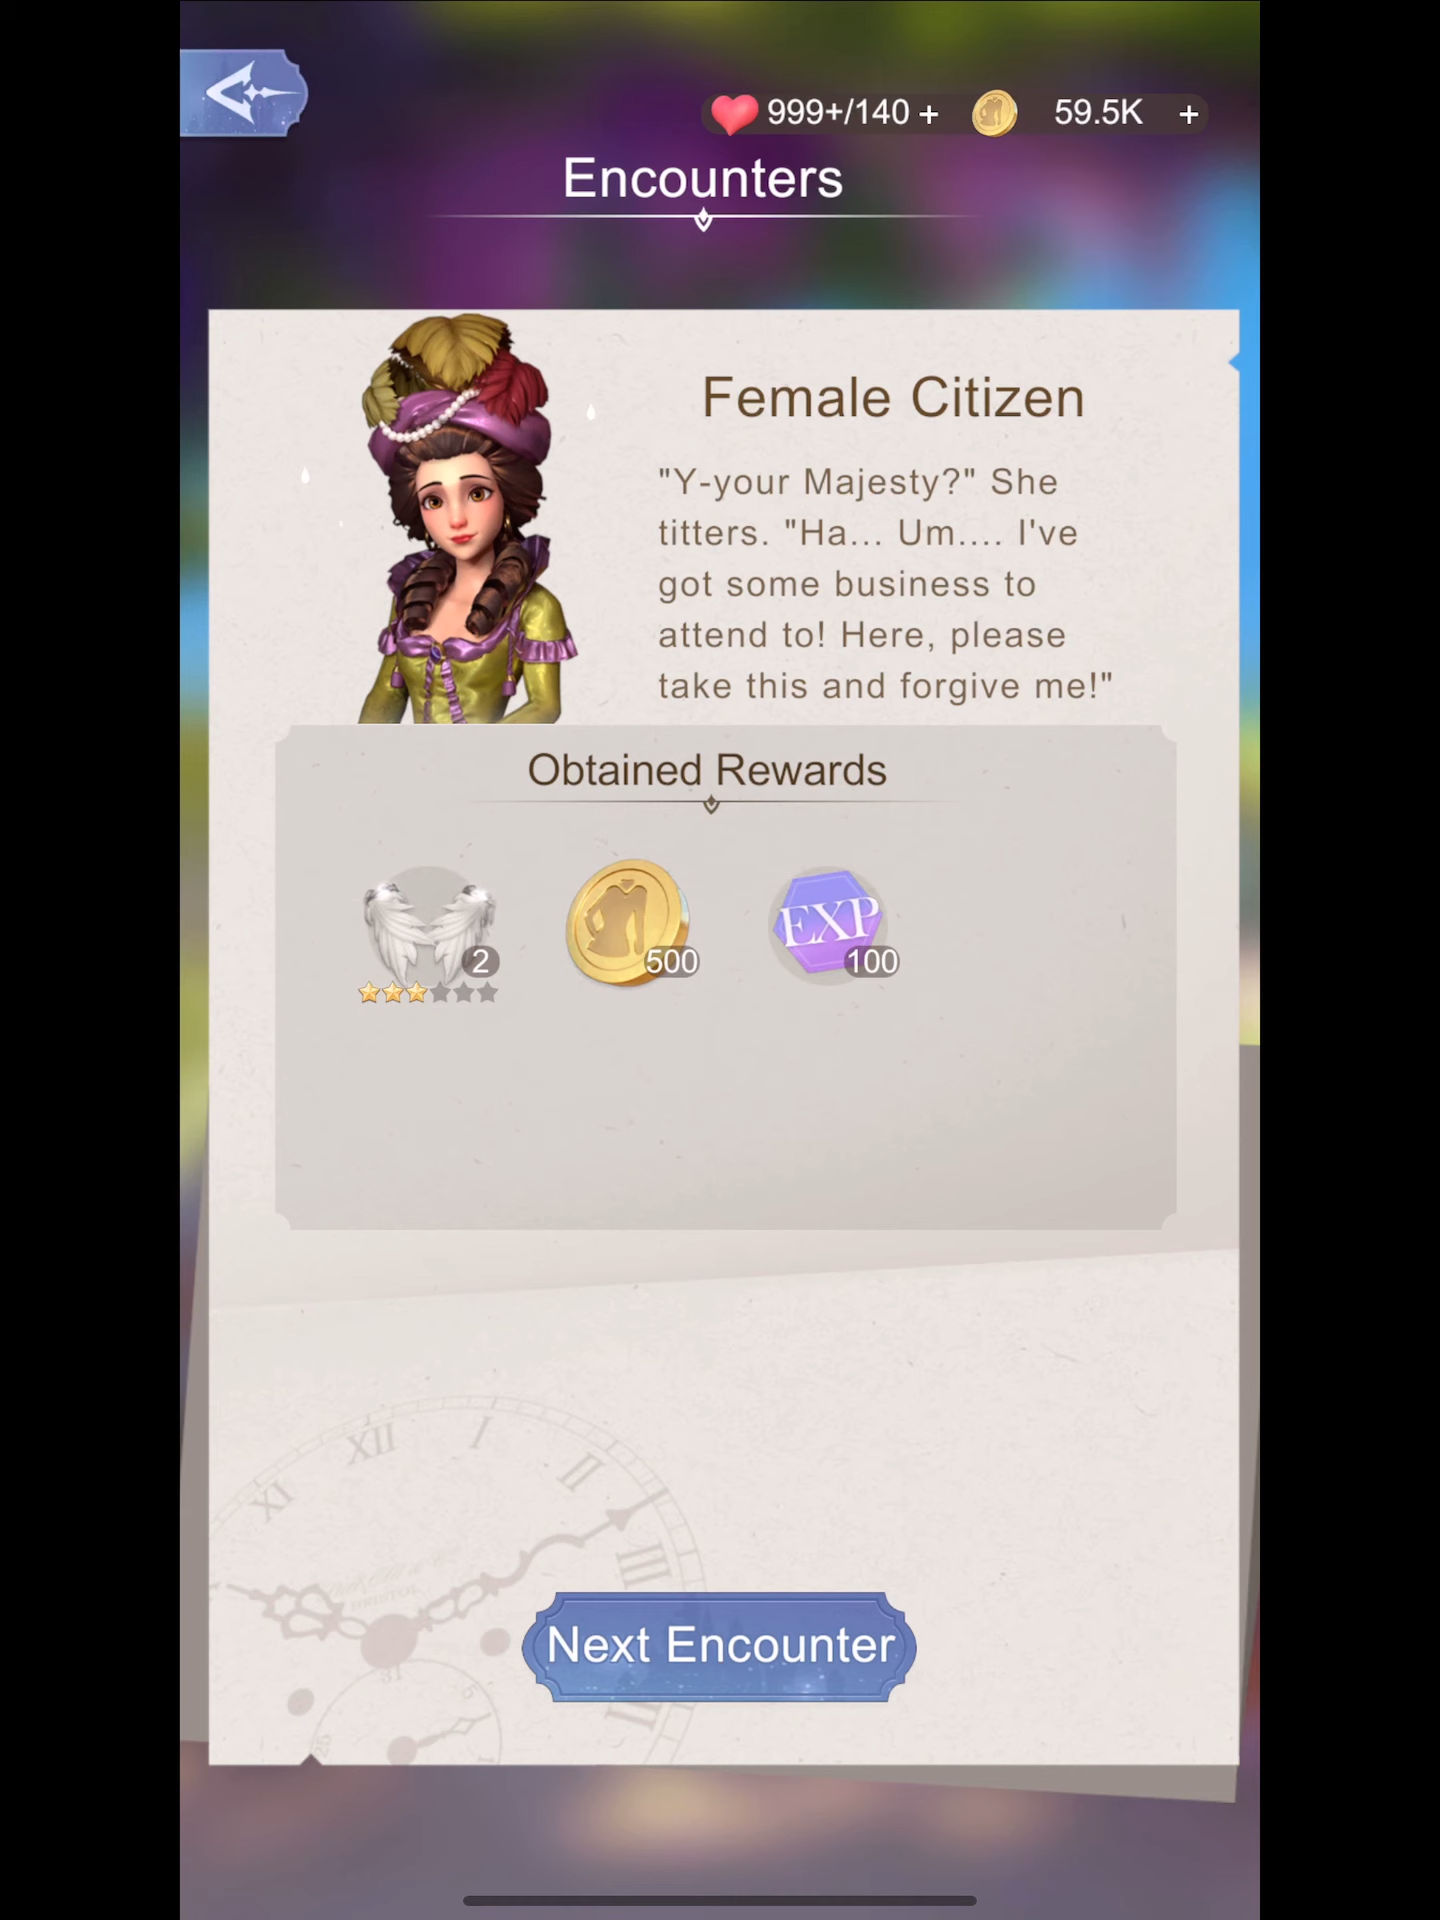 999+/140 + 59.5K +
Encounters
Female Citizen
"Y-your Majesty?" She
titters. "Ha... Um.... I've
got some business to
attend to! Here, please
take this and forgive me!"
Obtained Rewards
2
500
EXP
100
XI XII I II III
31 5
Next Encounter